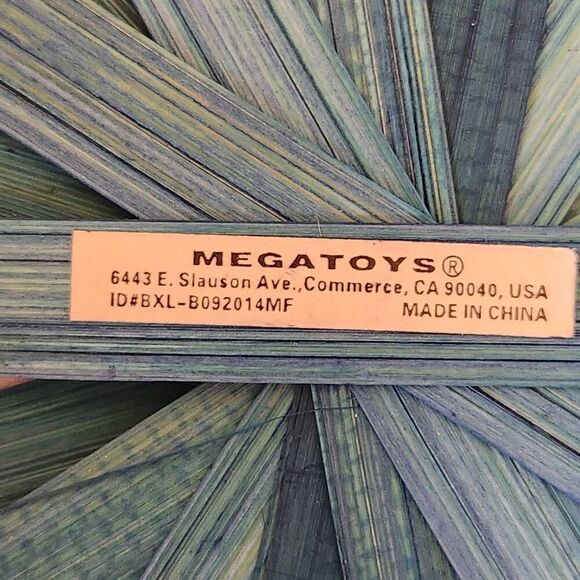 MEGATOYS®
6443 E. Slauson Ave.,Commerce, CA 90040, USA
ID#BXL-B092014MF MADE IN CHINA